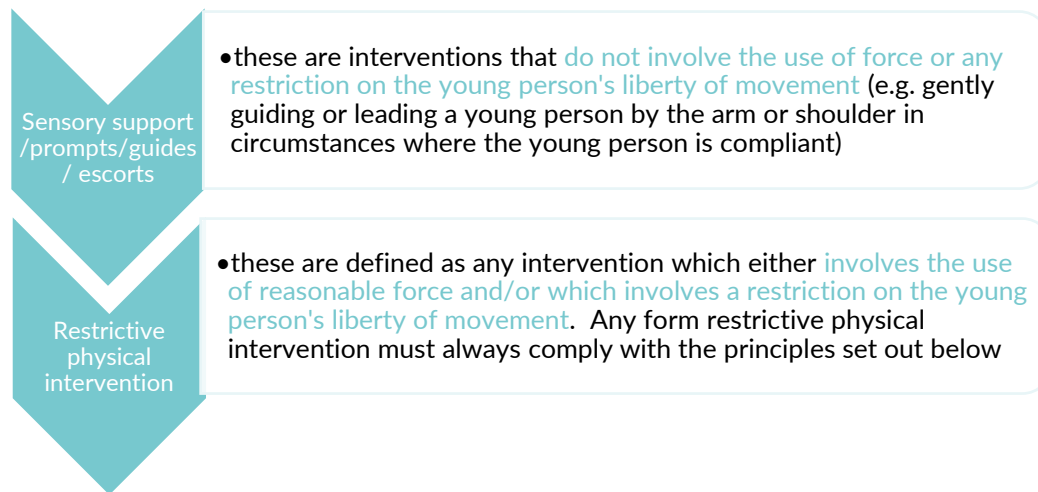 Sensory support
/prompts/guides
/ escorts
•these are interventions that do not involve the use of force or any
restriction on the young person's liberty of movement (e.g. gently
guiding or leading a young person by the arm or shoulder in
circumstances where the young person is compliant)
Restrictive
physical
intervention
•these are defined as any intervention which either involves the use
of reasonable force and/or which involves a restriction on the young
person's liberty of movement.  Any form restrictive physical
intervention must always comply with the principles set out below